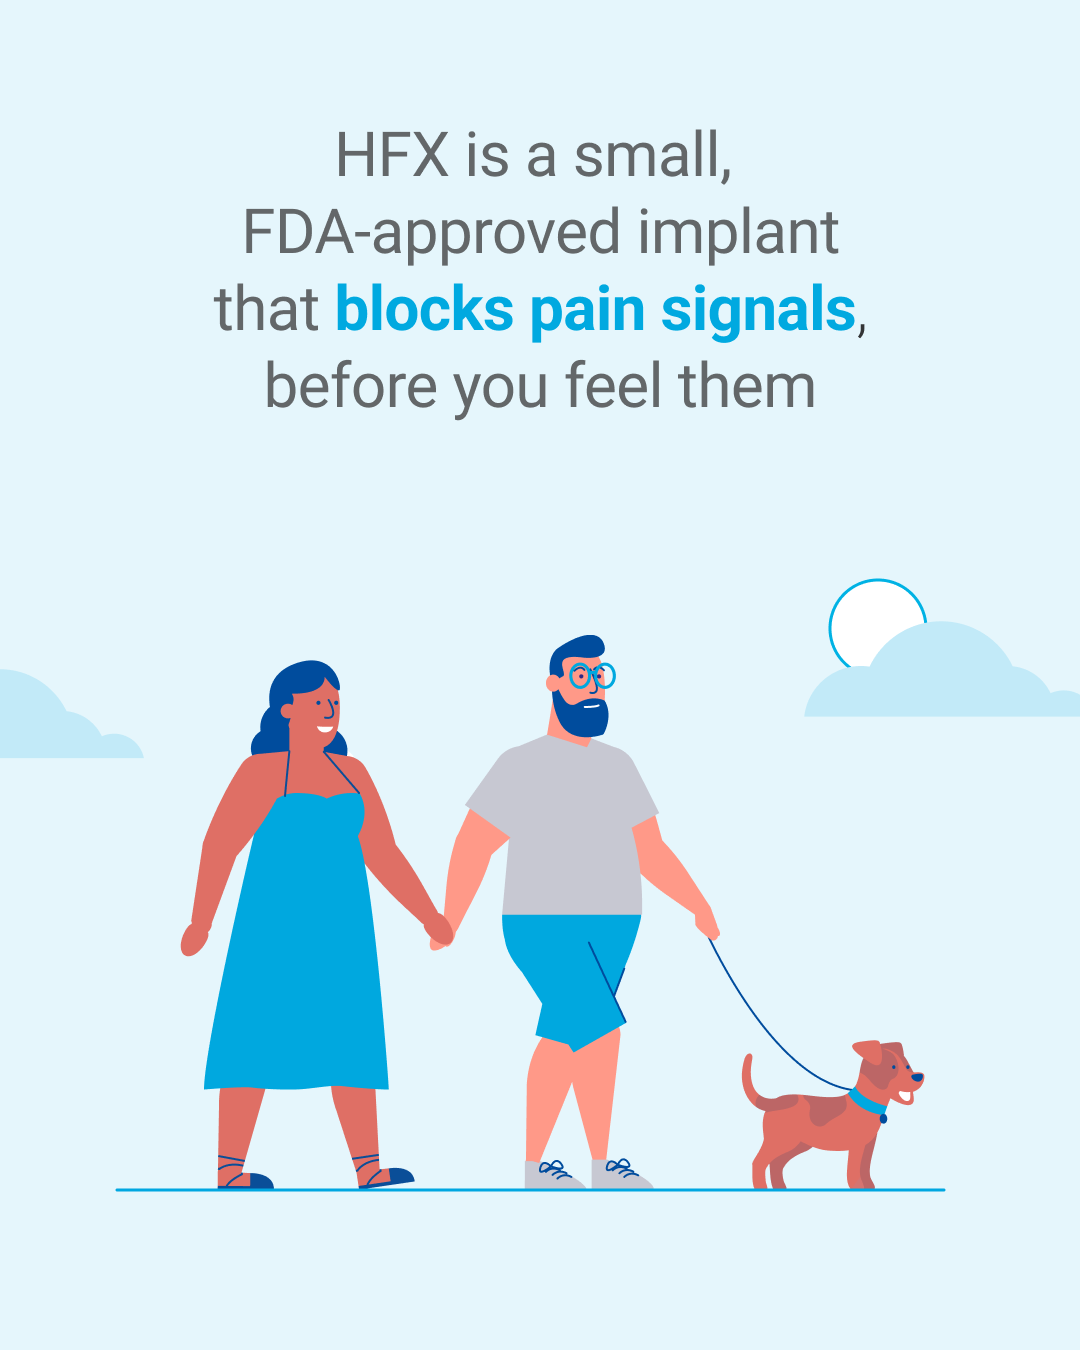 HFX is a small,
FDA-approved implant
that blocks pain signals,
before you feel them